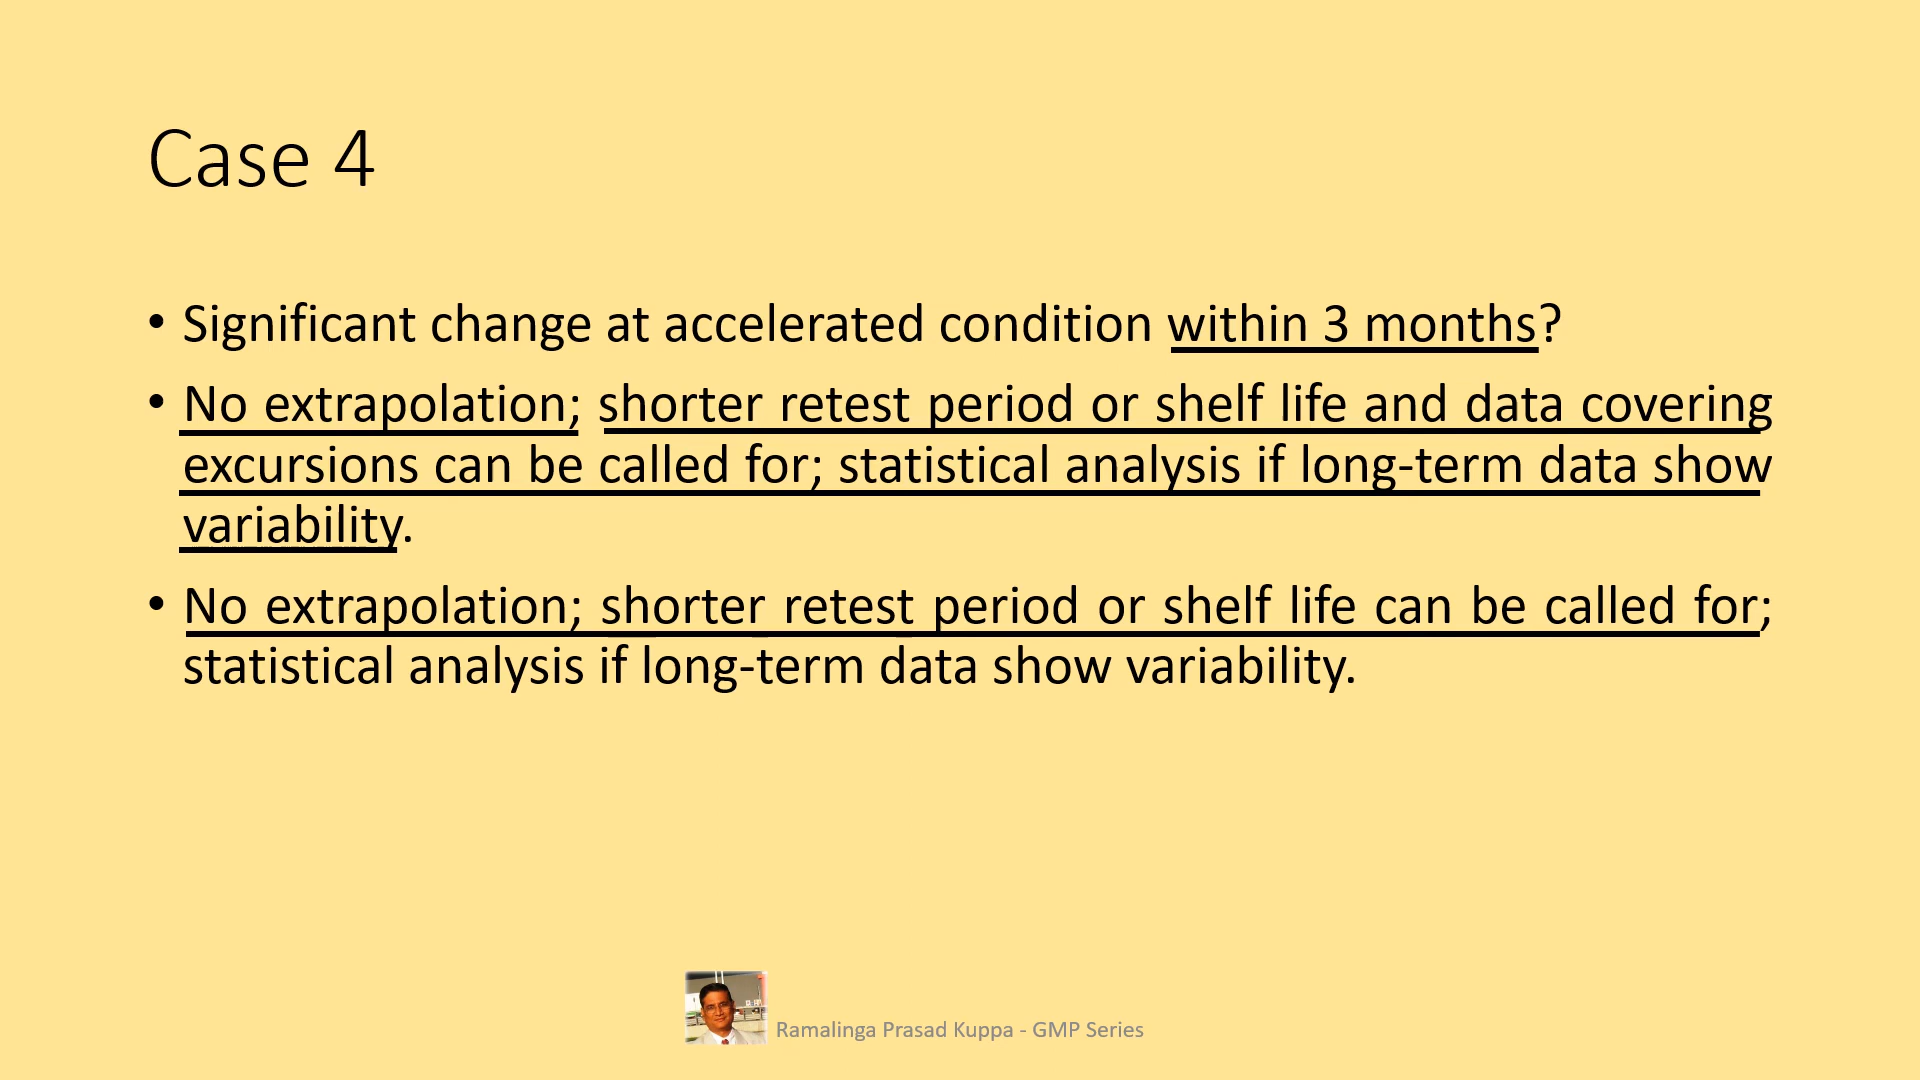 Case 4
• Significant change at accelerated condition within 3 months?
• No extrapolation; shorter retest period or shelf life and data covering
excursions can be called for; statistical analysis if long-term data show
variability.
• No extrapolation; shorter retest period or shelf life can be called for;
statistical analysis if long-term data show variability.
Ramalinga Prasad Kuppa - GMP Series